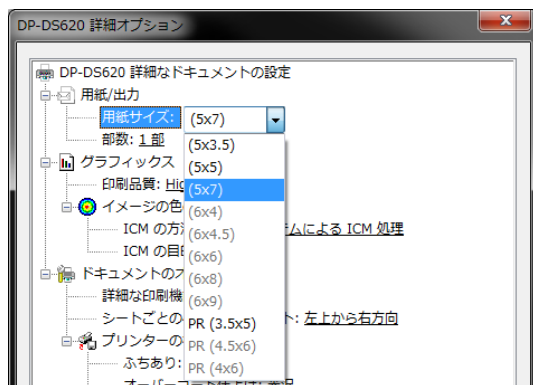 DP-DS620 詳細オプション
DP-DS620 詳細なドキュメントの設定
用紙/出力
用紙サイズ: (5x7)
部数: 1 部
(5x3.5)
(5x5)
(5x7)
(6x4)
(6x4.5)
(6x6)
(6x8)
(6x9)
PR (3.5x5)
PR (4.5x6)
PR (4x6)
グラフィックス
印刷品質: Hig
イメージの色
ICM の方
ムによる ICM 処理
ICM の目
ドキュメントのオ
詳細な印刷機
シートごとの
ト: 左上から右方向
プリンターの
ふちあり: